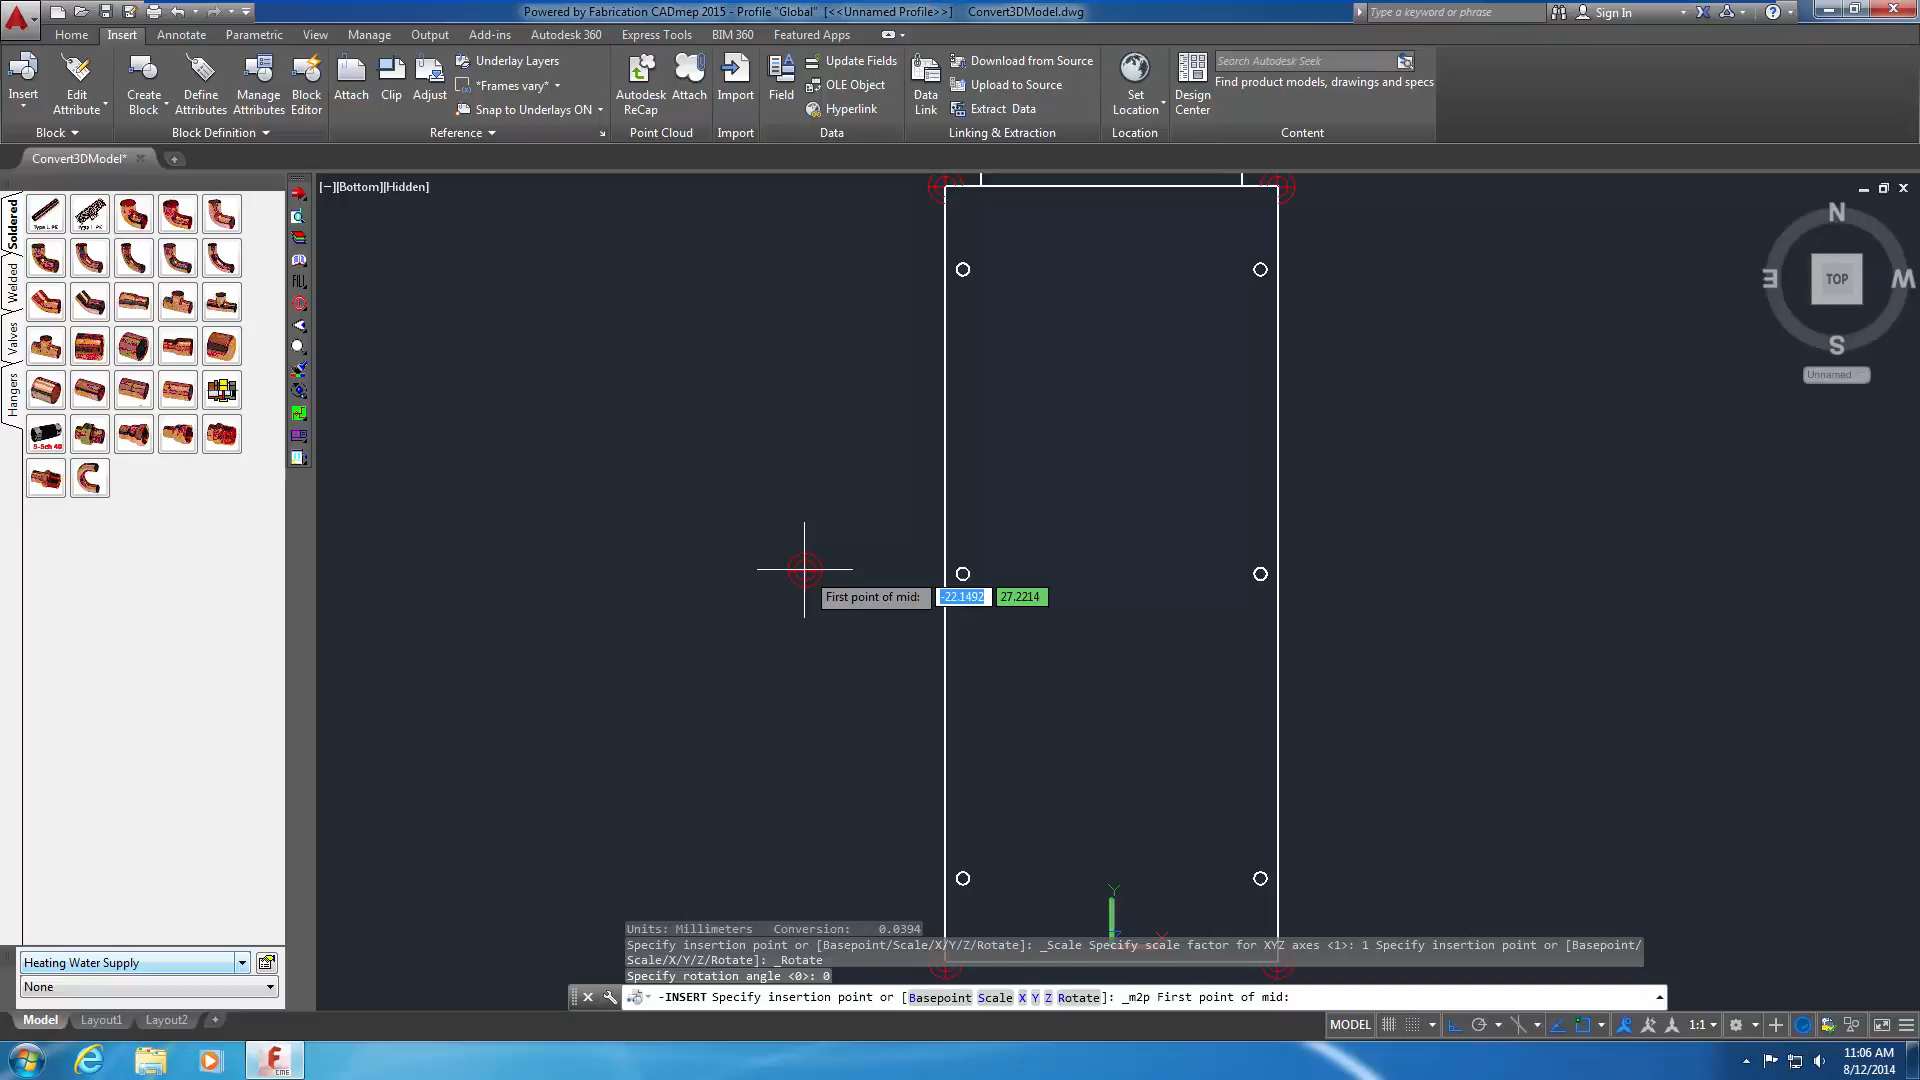 Powered by Fabrication CADmep 2015 - Profile "Global" [<<Unnamed Profile>>] Convert3DModel.dwg
Type a keyword or phrase
Sign In
Home Insert Annotate Parametric View Manage Output Add-ins Autodesk 360 Express Tools BIM 360 Featured Apps
Insert
Edit Attribute
Create Block
Define Attributes
Manage Attributes
Block Editor
Attach
Clip
Adjust
Underlay Layers
*Frames vary*
Snap to Underlays ON
Autodesk ReCap
Attach
Import
Field
Update Fields
OLE Object
Hyperlink
Data Link
Download from Source
Upload to Source
Extract Data
Set Location
Design Center
Search Autodesk Seek
Find product models, drawings and specs
Block Block Definition Reference Point Cloud Import Data Linking & Extraction Location Content
Convert3DModel*
[−][Bottom][Hidden]
Soldered
Welded
Valves
Hangers
FILL
S-Sch 40
N
E
TOP
W
S
Unnamed
First point of mid: -22.1492 27.2214
Y
X
Units: Millimeters Conversion: 0.0394
Specify insertion point or [Basepoint/Scale/X/Y/Z/Rotate]: _Scale Specify scale factor for XYZ axes <1>: 1 Specify insertion point or [Basepoint/
Scale/X/Y/Z/Rotate]: _Rotate
Specify rotation angle <0>: 0
-INSERT Specify insertion point or [Basepoint Scale X Y Z Rotate]: _m2p First point of mid:
Heating Water Supply
None
Model Layout1 Layout2
MODEL
1:1
CME
11:06 AM
8/12/2014